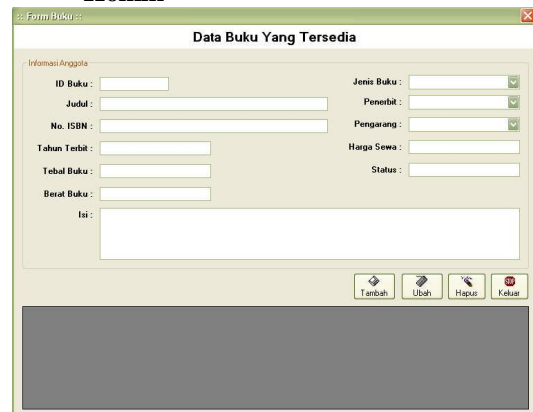 :: Form Buku ::
Data Buku Yang Tersedia
Informasi Anggota
ID Buku :
Jenis Buku :
Judul :
Penerbit :
No. ISBN :
Pengarang :
Tahun Terbit :
Harga Sewa :
Tebal Buku :
Status :
Berat Buku :
Isi :
Tambah
Ubah
Hapus
STOP
Keluar